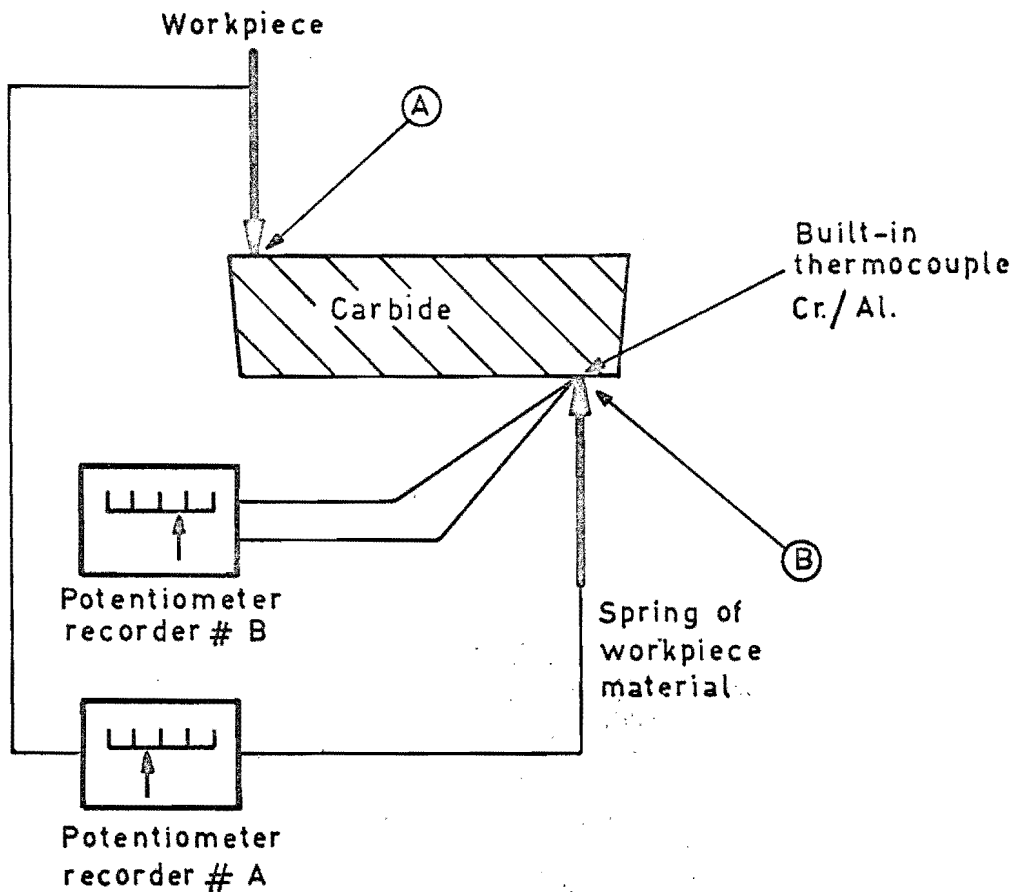 Workpiece
A
Built-in
thermocouple
Cr./Al.
Carbide
B
Potentiometer
recorder # B
Spring of
workpiece
material
Potentiometer
recorder # A